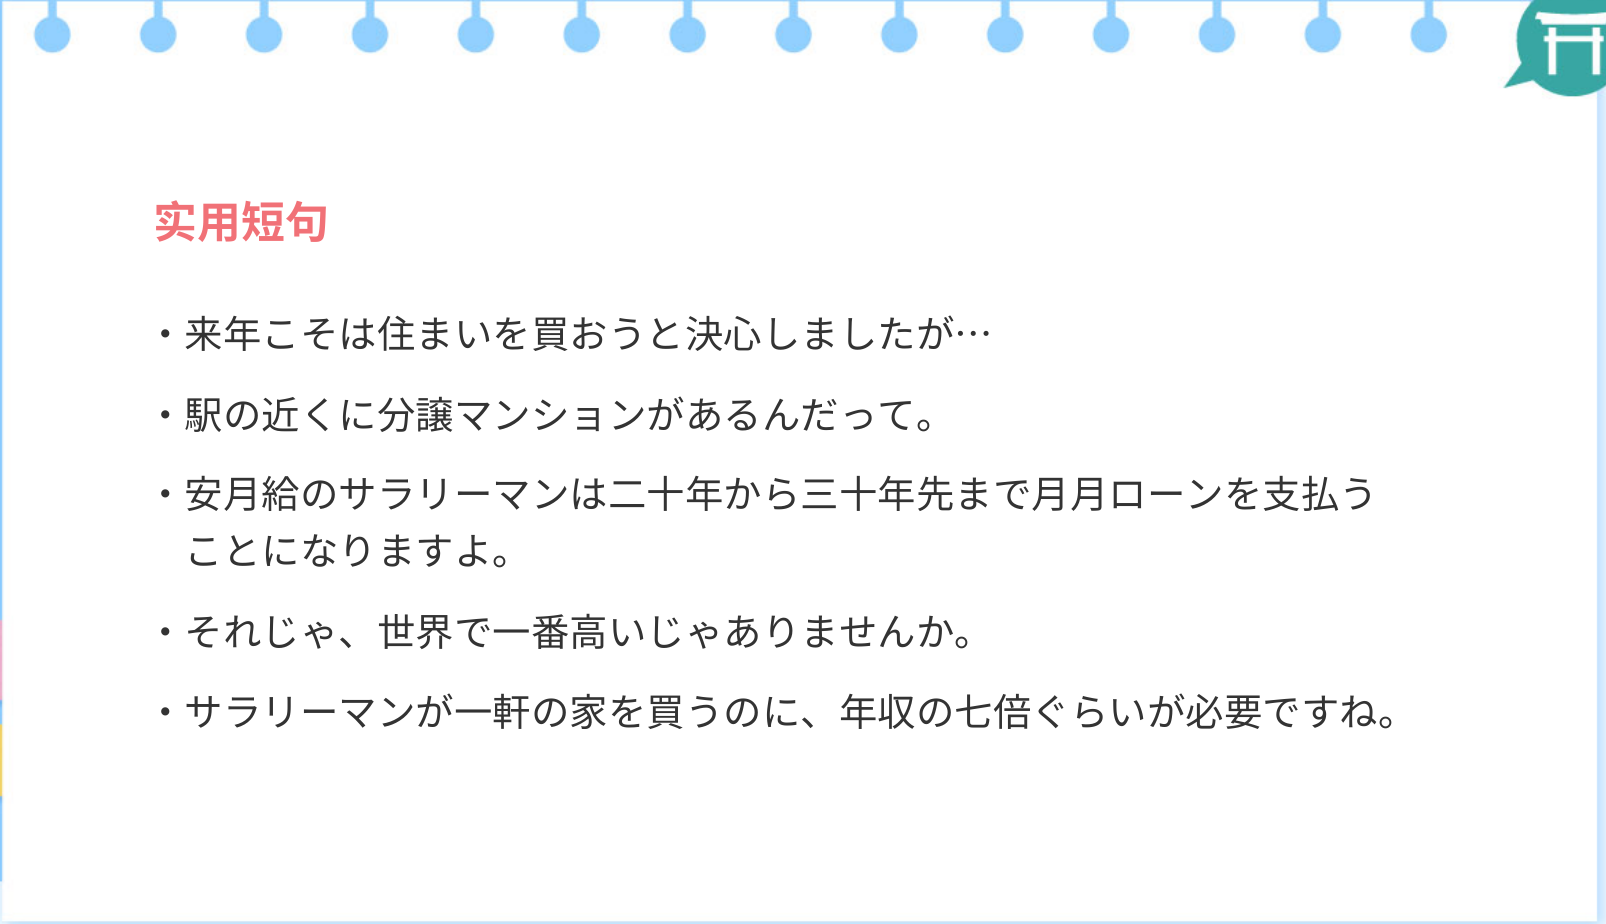 实用短句
・来年こそは住まいを買おうと決心しましたが…
・駅の近くに分譲マンションがあるんだって。
・安月給のサラリーマンは二十年から三十年先まで月月ローンを支払う
ことになりますよ。
・それじゃ、世界で一番高いじゃありませんか。
・サラリーマンが一軒の家を買うのに、年収の七倍ぐらいが必要ですね。